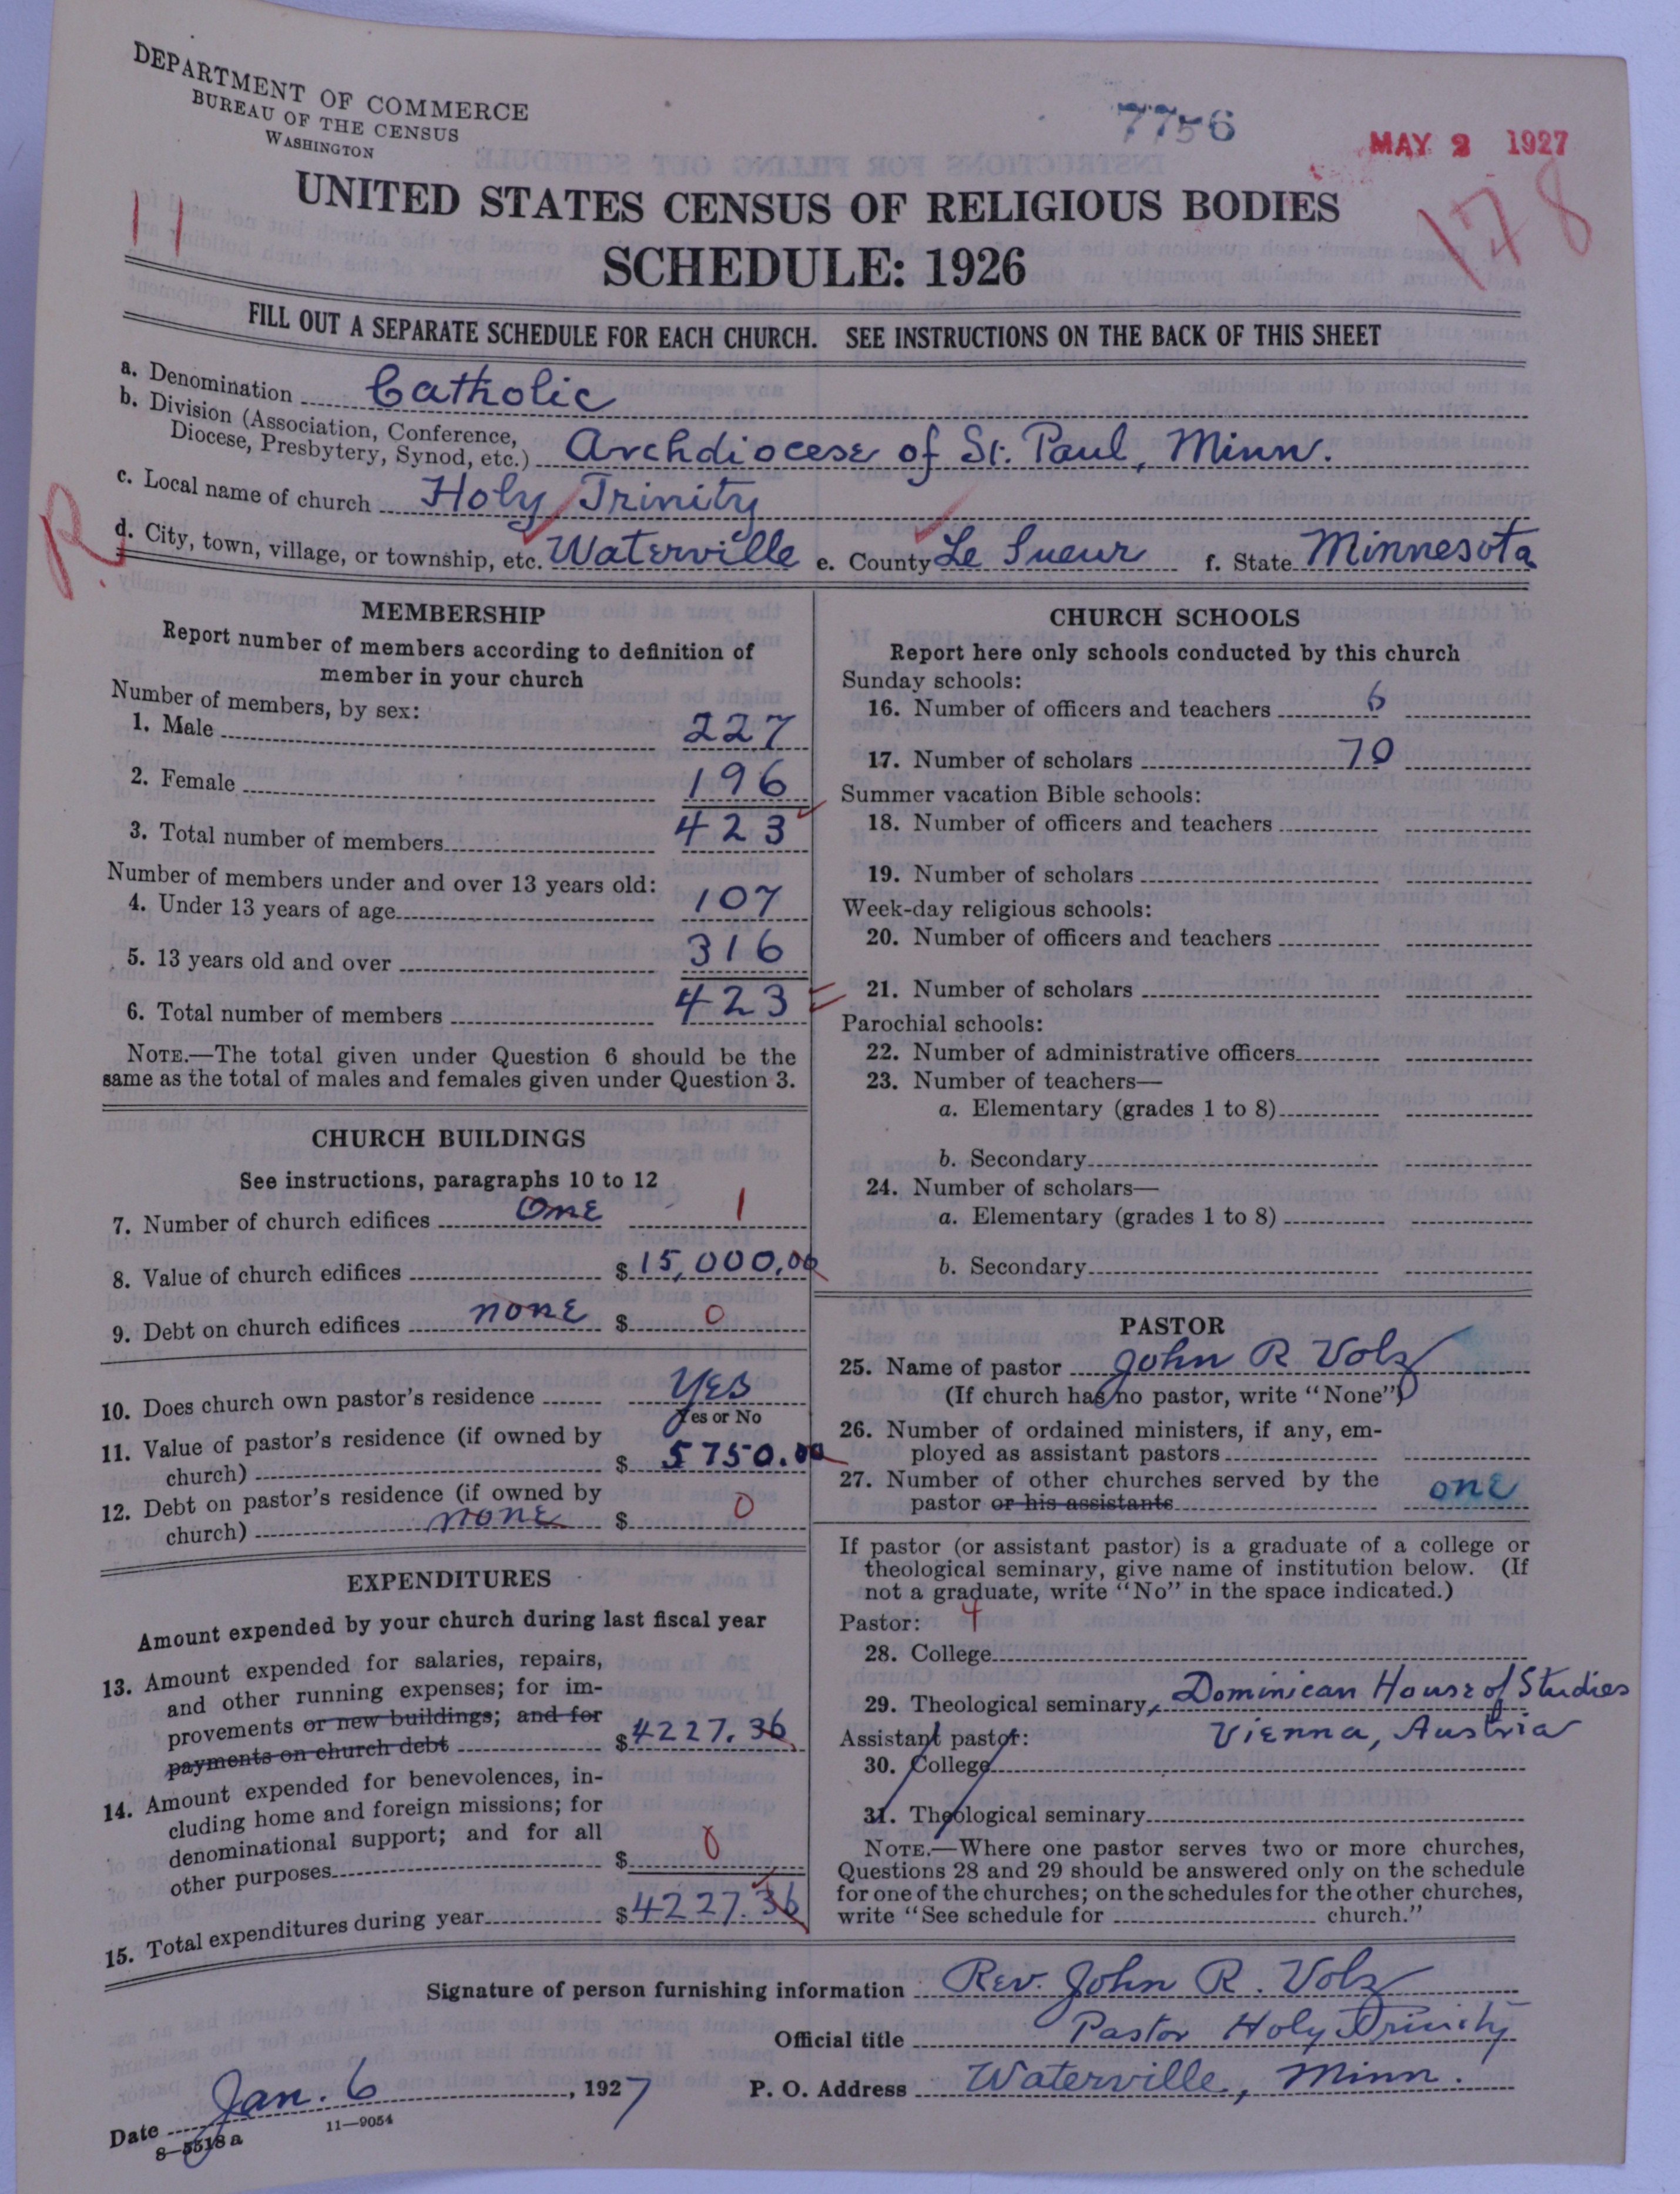 DEPARTMENT OF COMMERCE
BUREAU OF THE CENSUS
WASHINGTON
7756
MAY 2 1927
178
11
UNITED STATES CENSUS OF RELIGIOUS BODIES
SCHEDULE: 1926
FILL OUT A SEPARATE SCHEDULE FOR EACH CHURCH. SEE INSTRUCTIONS ON THE BACK OF THIS SHEET
a. Denomination Catholic
b. Division (Association, Conference,
Diocese, Presbytery, Synod, etc.) Archdiocese of St. Paul, Minn.
c. Local name of church Holy Trinity
R
d. City, town, village, or township, etc. Waterville e. County Le Sueur f. State Minnesota
MEMBERSHIP
Report number of members according to definition of
member in your church
Number of members, by sex:
1. Male 227
2. Female 196
3. Total number of members 423
Number of members under and over 13 years old:
4. Under 13 years of age 107
5. 13 years old and over 316
6. Total number of members 423
NOTE.—The total given under Question 6 should be the
same as the total of males and females given under Question 3.
CHURCH BUILDINGS
See instructions, paragraphs 10 to 12
7. Number of church edifices One 1
8. Value of church edifices $ 15,000.00
9. Debt on church edifices none $ 0
10. Does church own pastor's residence Yes
Yes or No
11. Value of pastor's residence (if owned by
church) $ 5750.00
12. Debt on pastor's residence (if owned by
church) none $ 0
EXPENDITURES
Amount expended by your church during last fiscal year
13. Amount expended for salaries, repairs,
and other running expenses; for im-
provements or new buildings; and for
payments on church debt $ 4227.36
14. Amount expended for benevolences, in-
cluding home and foreign missions; for
denominational support; and for all
other purposes $ 0
15. Total expenditures during year $ 4227.36
CHURCH SCHOOLS
Report here only schools conducted by this church
Sunday schools:
16. Number of officers and teachers 6
17. Number of scholars 70
Summer vacation Bible schools:
18. Number of officers and teachers
19. Number of scholars
Week-day religious schools:
20. Number of officers and teachers
21. Number of scholars
Parochial schools:
22. Number of administrative officers
23. Number of teachers—
a. Elementary (grades 1 to 8)
b. Secondary
24. Number of scholars—
a. Elementary (grades 1 to 8)
b. Secondary
PASTOR
25. Name of pastor John R Volz
(If church has no pastor, write "None")
26. Number of ordained ministers, if any, em-
ployed as assistant pastors
27. Number of other churches served by the
pastor or his assistants one
If pastor (or assistant pastor) is a graduate of a college or
theological seminary, give name of institution below. (If
not a graduate, write "No" in the space indicated.)
Pastor: 4
28. College
29. Theological seminary, Dominican House of Studies
Vienna, Austria
Assistant pastor:
30. College
31. Theological seminary
NOTE.—Where one pastor serves two or more churches,
Questions 28 and 29 should be answered only on the schedule
for one of the churches; on the schedules for the other churches,
write "See schedule for church."
Signature of person furnishing information Rev. John R. Volz
Official title Pastor Holy Trinity
Date Jan. 6, 1927 P. O. Address Waterville, Minn.
8—5518 a 11—9054